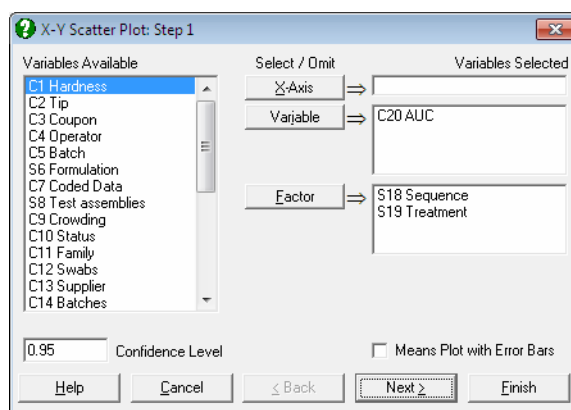 X-Y Scatter Plot: Step 1
Variables Available
Select / Omit
Variables Selected
C1 Hardness
C2 Tip
C3 Coupon
C4 Operator
C5 Batch
S6 Formulation
C7 Coded Data
S8 Test assemblies
C9 Crowding
C10 Status
C11 Family
C12 Swabs
C13 Supplier
C14 Batches
X-Axis
Variable
C20 AUC
Factor
S18 Sequence
S19 Treatment
0.95
Confidence Level
Means Plot with Error Bars
Help
Cancel
< Back
Next >
Finish